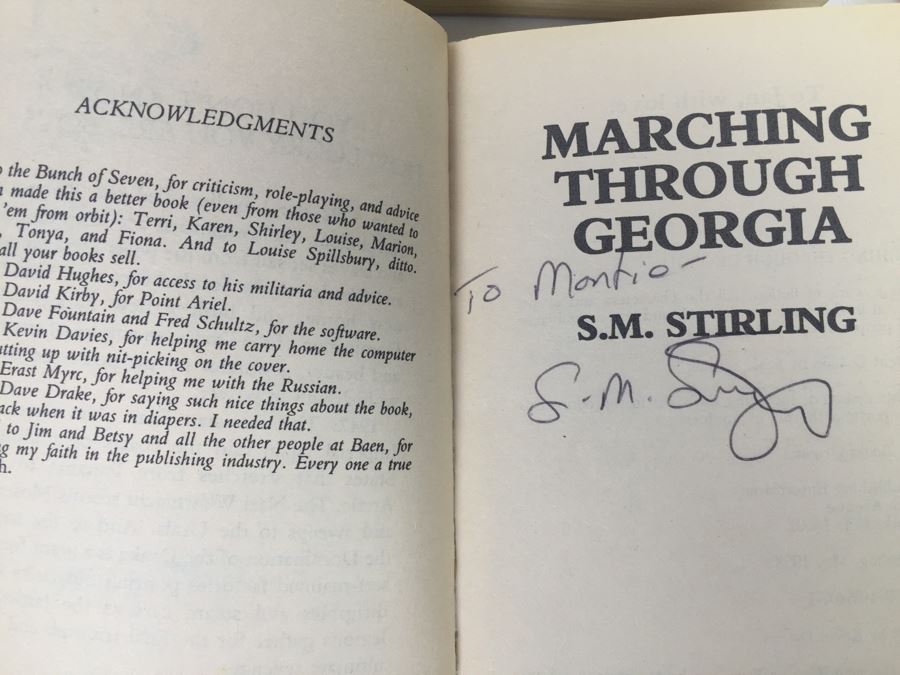 ACKNOWLEDGMENTS
the Bunch of Seven, for criticism, role-playing, and advice
made this a better book (even from those who wanted to
'em from orbit): Terri, Karen, Shirley, Louise, Marion,
Tonya, and Fiona. And to Louise Spillsbury, ditto.
all your books sell.
David Hughes, for access to his militaria and advice.
David Kirby, for Point Ariel.
Dave Fountain and Fred Schultz, for the software.
Kevin Davies, for helping me carry home the computer
utting up with nit-picking on the cover.
Erast Myrc, for helping me with the Russian.
Dave Drake, for saying such nice things about the book,
ack when it was in diapers. I needed that.
to Jim and Betsy and all the other people at Baen, for
ng my faith in the publishing industry. Every one a true
h.
MARCHING
THROUGH
GEORGIA
To
S.M. STIRLING
S.M. Stirling